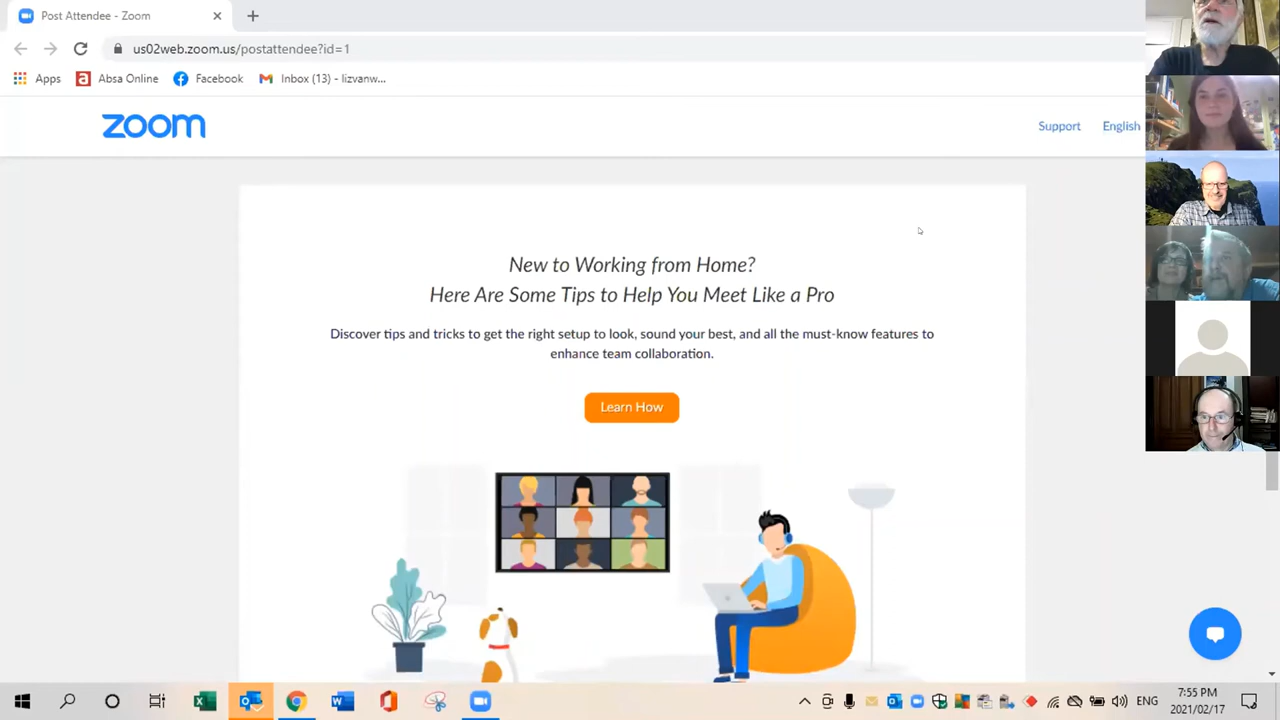 Post Attendee - Zoom
us02web.zoom.us/postattendee?id=1
Apps
Absa Online
Facebook
Inbox (13) - lizvanw...
zoom
Support
English
New to Working from Home?
Here Are Some Tips to Help You Meet Like a Pro
Discover tips and tricks to get the right setup to look, sound your best, and all the must-know features to
enhance team collaboration.
Learn How
ENG
7:55 PM
2021/02/17